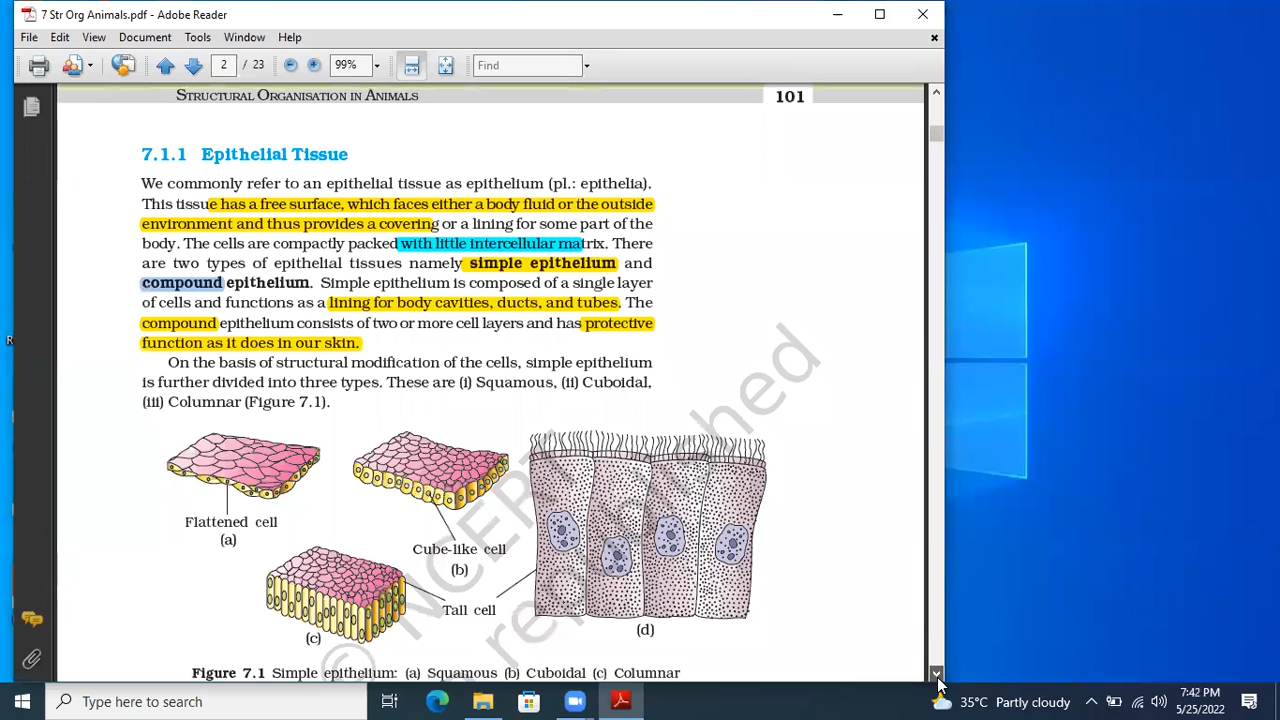 7 Str Org Animals.pdf - Adobe Reader
File Edit View Document Tools Window Help
2 / 23 99% Find
STRUCTURAL ORGANISATION IN ANIMALS 101
7.1.1 Epithelial Tissue
We commonly refer to an epithelial tissue as epithelium (pl.: epithelia).
This tissue has a free surface, which faces either a body fluid or the outside
environment and thus provides a covering or a lining for some part of the
body. The cells are compactly packed with little intercellular matrix. There
are two types of epithelial tissues namely simple epithelium and
compound epithelium. Simple epithelium is composed of a single layer
of cells and functions as a lining for body cavities, ducts, and tubes. The
compound epithelium consists of two or more cell layers and has protective
function as it does in our skin.
On the basis of structural modification of the cells, simple epithelium
is further divided into three types. These are (i) Squamous, (ii) Cuboidal,
(iii) Columnar (Figure 7.1).
Flattened cell
(a)
Cube-like cell
(b)
Tall cell
(c)
(d)
© NCERT
republished
Figure 7.1 Simple epithelium: (a) Squamous (b) Cuboidal (c) Columnar
R
Type here to search
35°C Partly cloudy
7:42 PM
5/25/2022